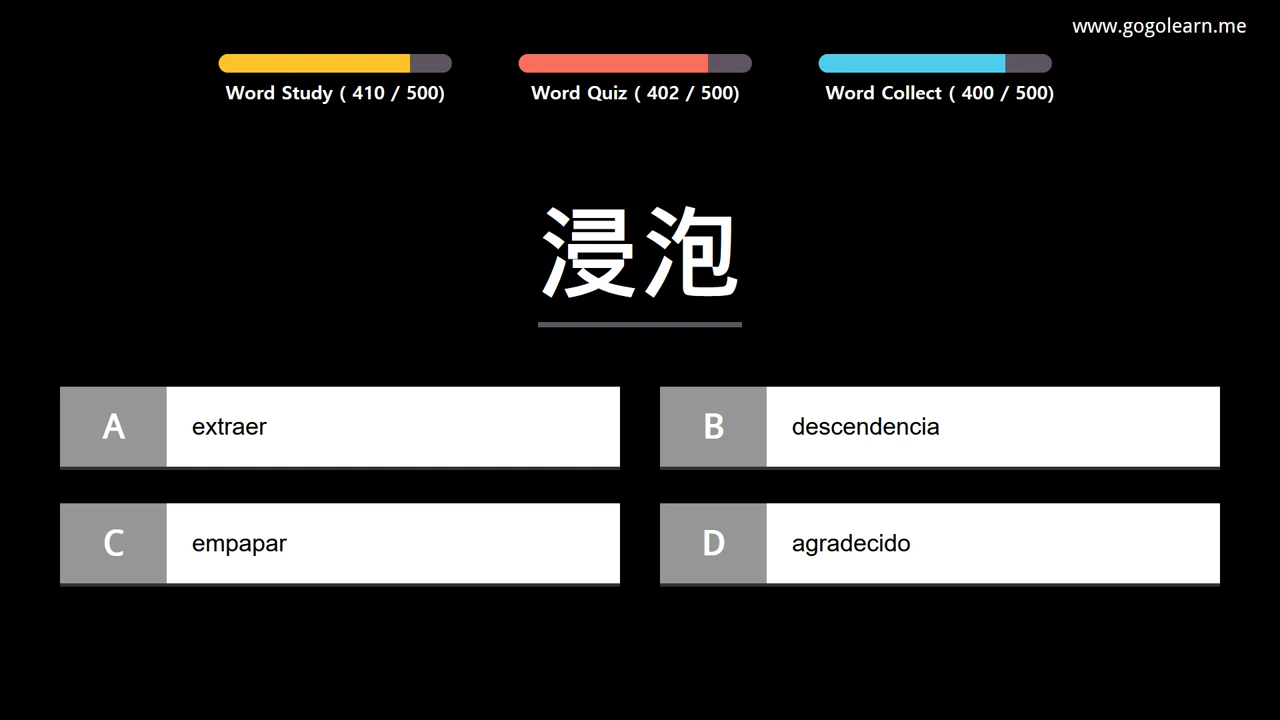 www.gogolearn.me
Word Study ( 410 / 500)
Word Quiz ( 402 / 500)
Word Collect ( 400 / 500)
浸泡
A extraer
B descendencia
C empapar
D agradecido